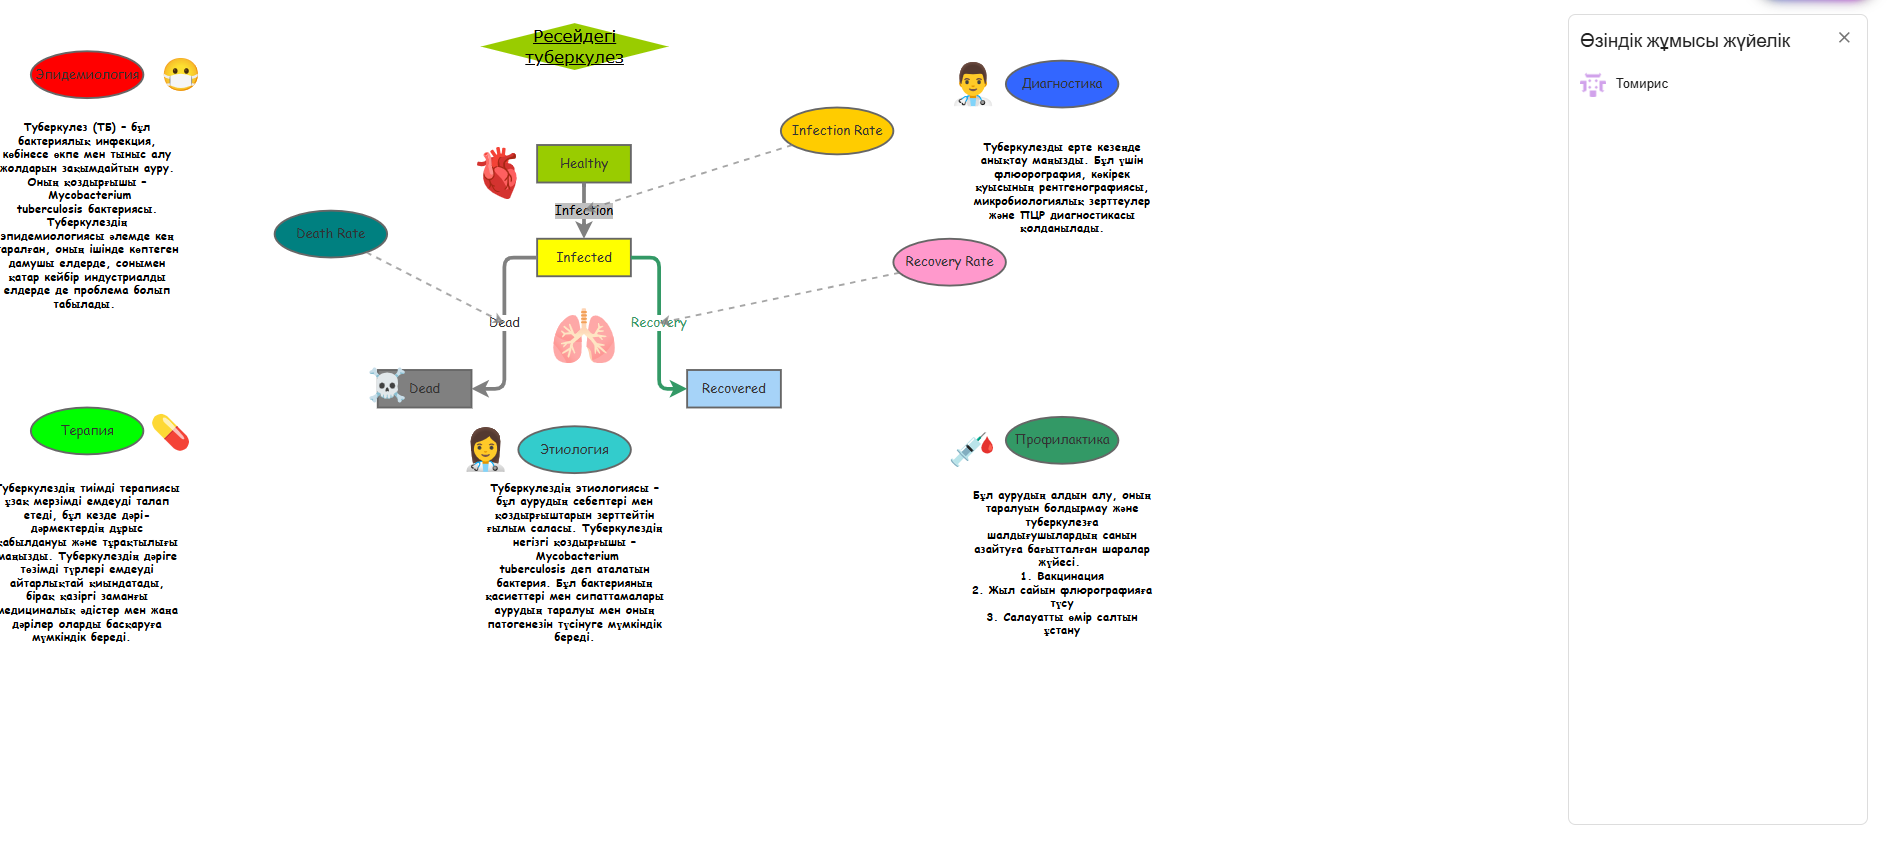 Ресейдегі
туберкулез
Эпидемиология
Туберкулез (ТБ) – бұл
бактериялық инфекция,
көбінесе өкпе мен тыныс алу
жолдарын зақымдайтын ауру.
Оның қоздырғышы –
Mycobacterium
tuberculosis бактериясы.
Туберкулездің
эпидемиологиясы әлемде кең
таралған, оның ішінде көптеген
дамушы елдерде, сонымен
қатар кейбір индустриалды
елдерде де проблема болып
табылады.
Death Rate
Healthy
Infection
Infected
Dead
Recovery
Dead
Recovered
Infection Rate
Recovery Rate
Диагностика
Туберкулезды ерте кезеңде
анықтау маңызды. Бұл үшін
флюорография, көкірек
қуысының рентгенографиясы,
микробиологиялық зерттеулер
және ПЦР диагностикасы
қолданылады.
Терапия
Туберкулездің тиімді терапиясы
ұзақ мерзімді емдеуді талап
етеді, бұл кезде дәрі-
дәрмектердің дұрыс
қабылдануы және тұрақтылығы
маңызды. Туберкулездің дәріге
төзімді түрлері емдеуді
айтарлықтай қиындатады,
бірақ қазіргі заманғы
медициналық әдістер мен жаңа
дәрілер оларды басқаруға
мүмкіндік береді.
Этиология
Туберкулездің этиологиясы –
бұл аурудың себептері мен
қоздырғыштарын зерттейтін
ғылым саласы. Туберкулездің
негізгі қоздырғышы –
Mycobacterium
tuberculosis деп аталатын
бактерия. Бұл бактерияның
қасиеттері мен сипаттамалары
аурудың таралуы мен оның
патогенезін түсінуге мүмкіндік
береді.
Профилактика
Бұл аурудың алдын алу, оның
таралуын болдырмау және
туберкулезға
шалдығушылардың санын
азайтуға бағытталған шаралар
жүйесі.
1. Вакцинация
2. Жыл сайын флюрографияға
түсу
3. Салауатты өмір салтын
ұстану
Өзіндік жұмысы жүйелік
Томирис